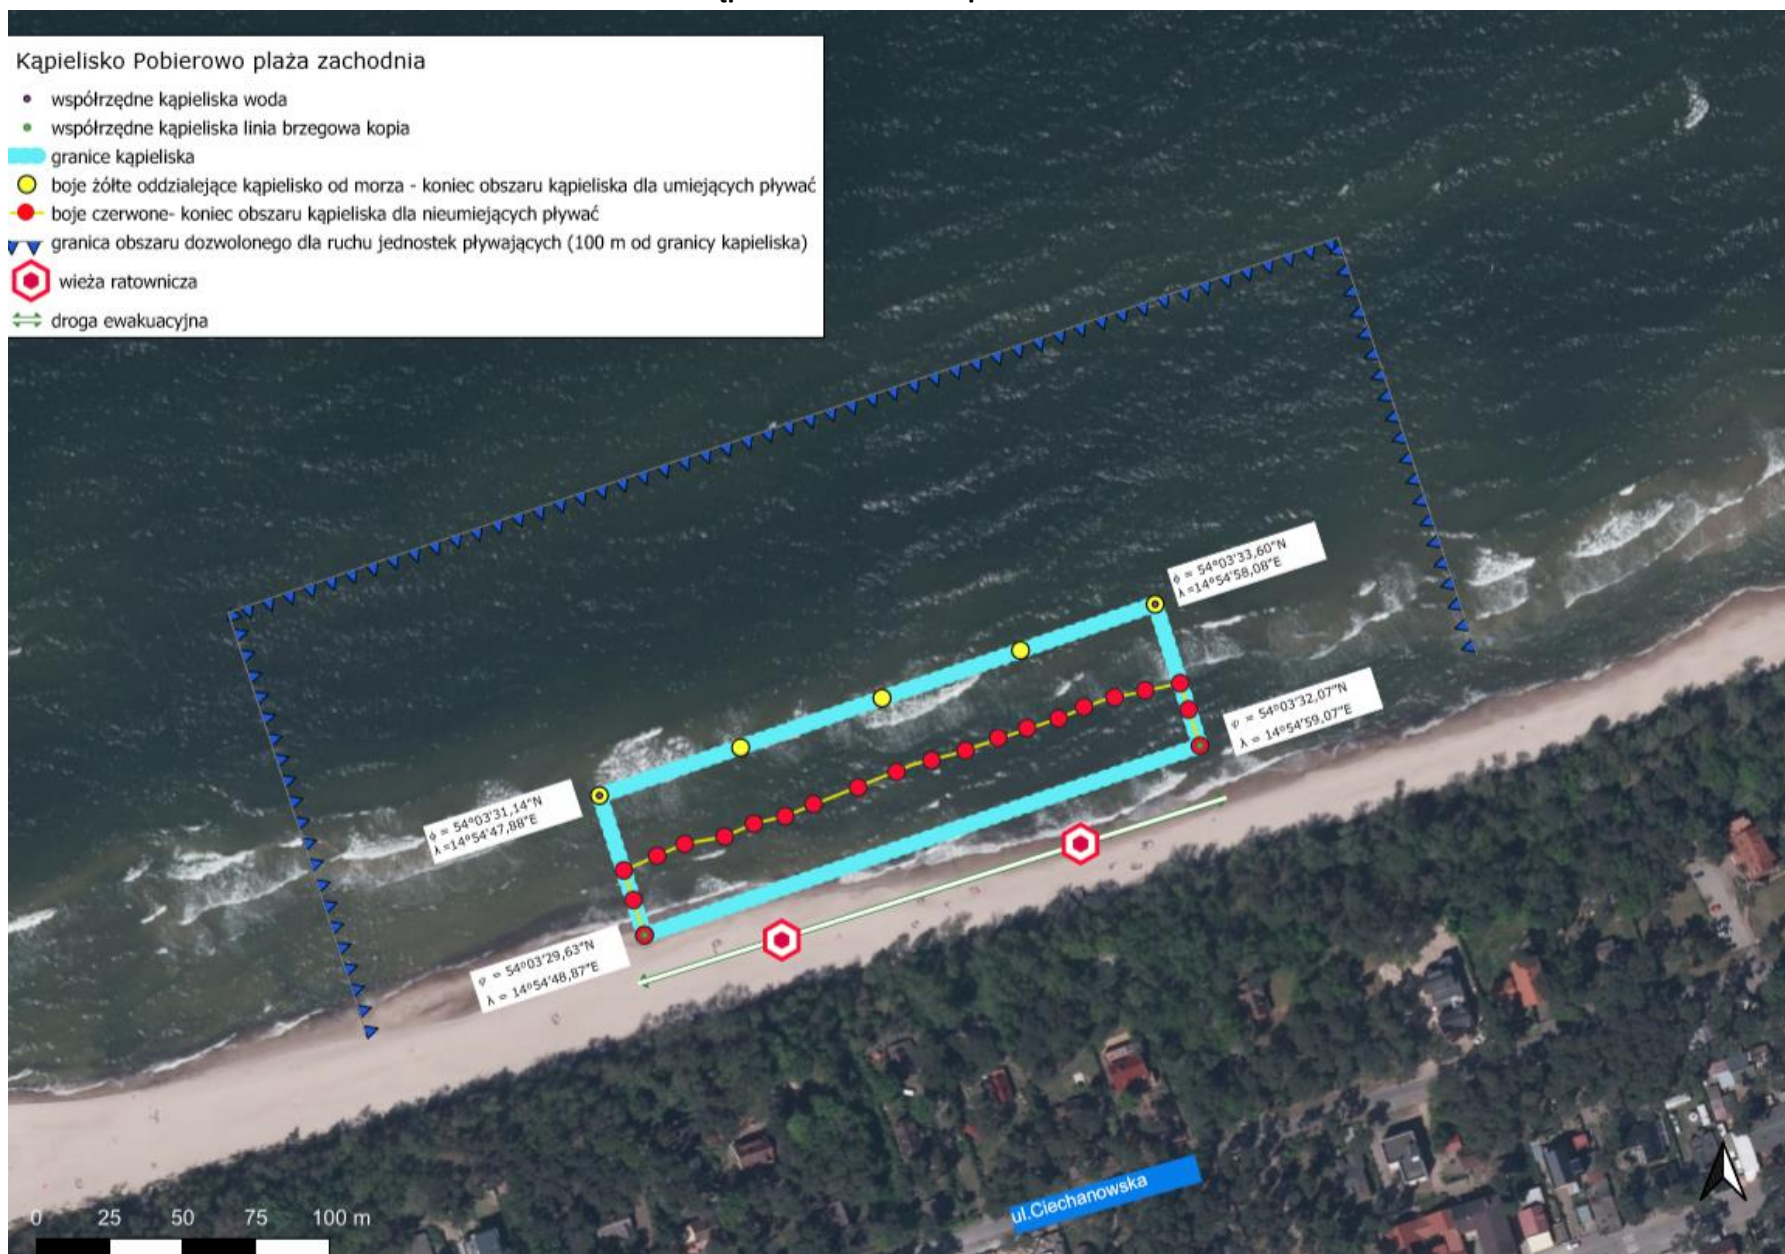 Kąpielisko Pobierowo plaża zachodnia
współrzędne kąpieliska woda
współrzędne kąpieliska linia brzegowa kopia
granice kąpieliska
boje żółte oddzialejące kąpielisko od morza - koniec obszaru kąpieliska dla umiejących pływać
boje czerwone- koniec obszaru kąpieliska dla nieumiejących pływać
granica obszaru dozwolonego dla ruchu jednostek pływających (100 m od granicy kapieliska)
wieża ratownicza
droga ewakuacyjna
ϕ = 54°03'33,60"N
λ =14°54'58,08"E
φ = 54°03'32,07"N
λ = 14°54'59,07"E
ϕ = 54°03'31,14"N
λ =14°54'47,88"E
φ = 54°03'29,63"N
λ = 14°54'48,87"E
ul.Ciechanowska
0 25 50 75 100 m